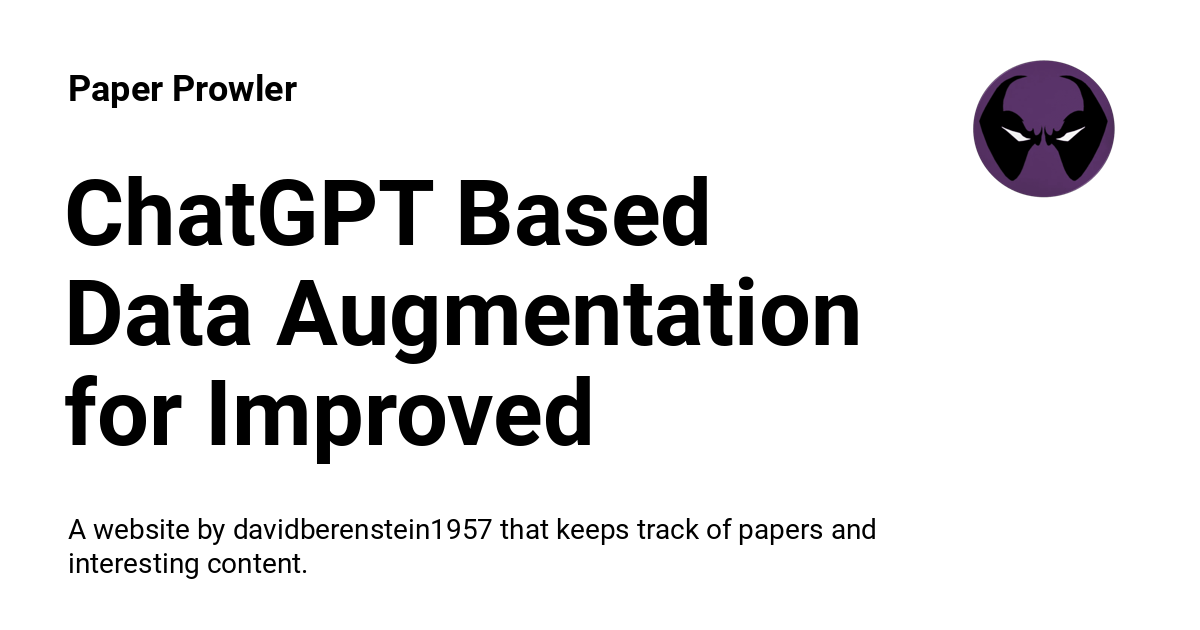 Paper Prowler
ChatGPT Based
Data Augmentation
for Improved
A website by davidberenstein1957 that keeps track of papers and
interesting content.